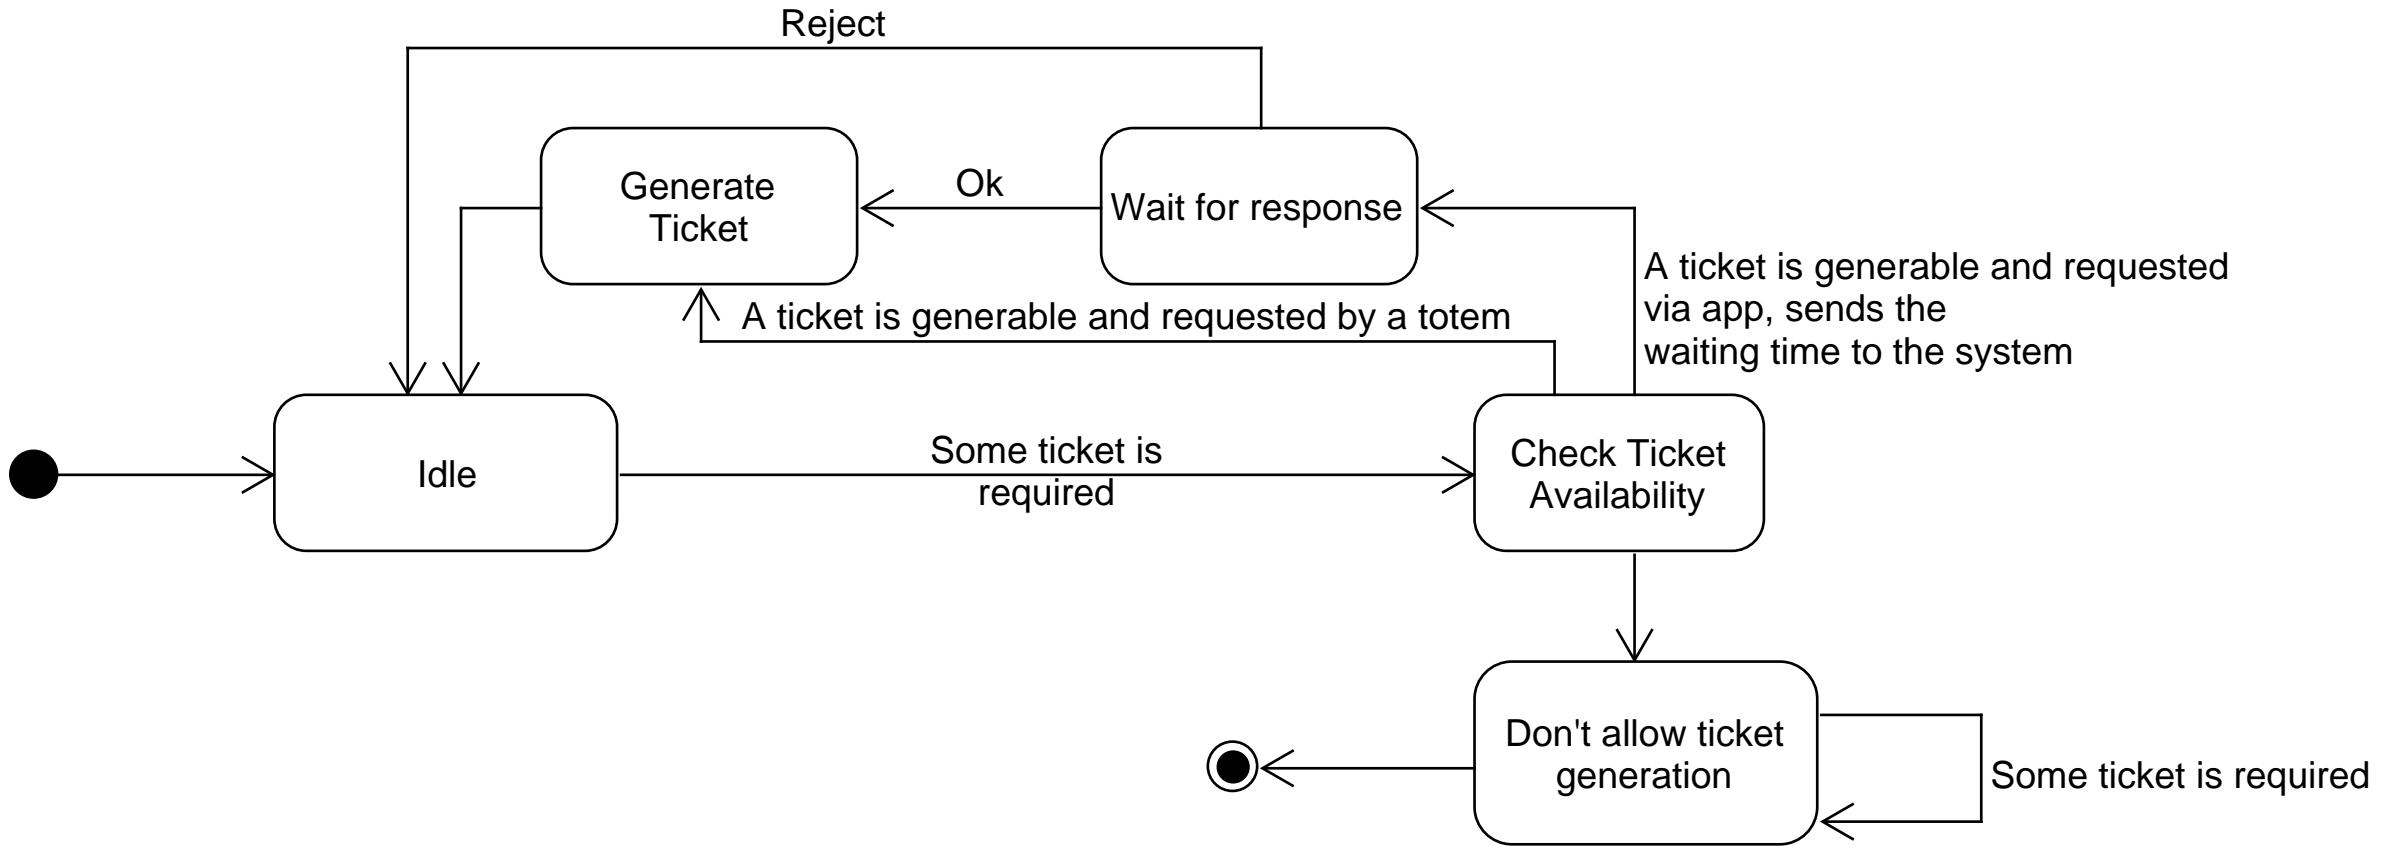 Reject
Generate
Ticket
Ok
Wait for response
A ticket is generable and requested
via app, sends the
waiting time to the system
A ticket is generable and requested by a totem
Idle
Some ticket is
required
Check Ticket
Availability
Don't allow ticket
generation
Some ticket is required